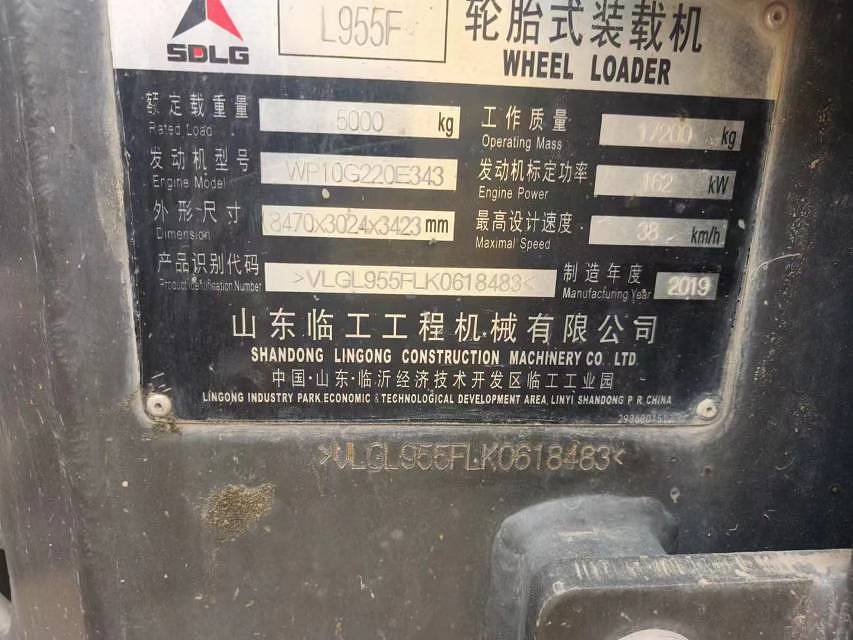 SDLG
L955F
轮胎式装载机
WHEEL LOADER
额定载重量 5000 kg
Rated Load
工作质量 17200 kg
Operating Mass
发动机型号 WP10G220E343
Engine Model
发动机标定功率 162 kW
Engine Power
外形尺寸 8470x3024x3423 mm
Dimension
最高设计速度 38 km/h
Maximal Speed
产品识别代码 >VLGL955FLK0618483<
Product Identification Number
制造年度 2019
Manufacturing Year
山东临工工程机械有限公司
SHANDONG LINGONG CONSTRUCTION MACHINERY CO. LTD.
中国·山东·临沂经济技术开发区临工工业园
LINGONG INDUSTRY PARK ECONOMIC & TECHNOLOGICAL DEVELOPMENT AREA, LINYI SHANDONG P. R. CHINA
>VLGL955FLK0618483<